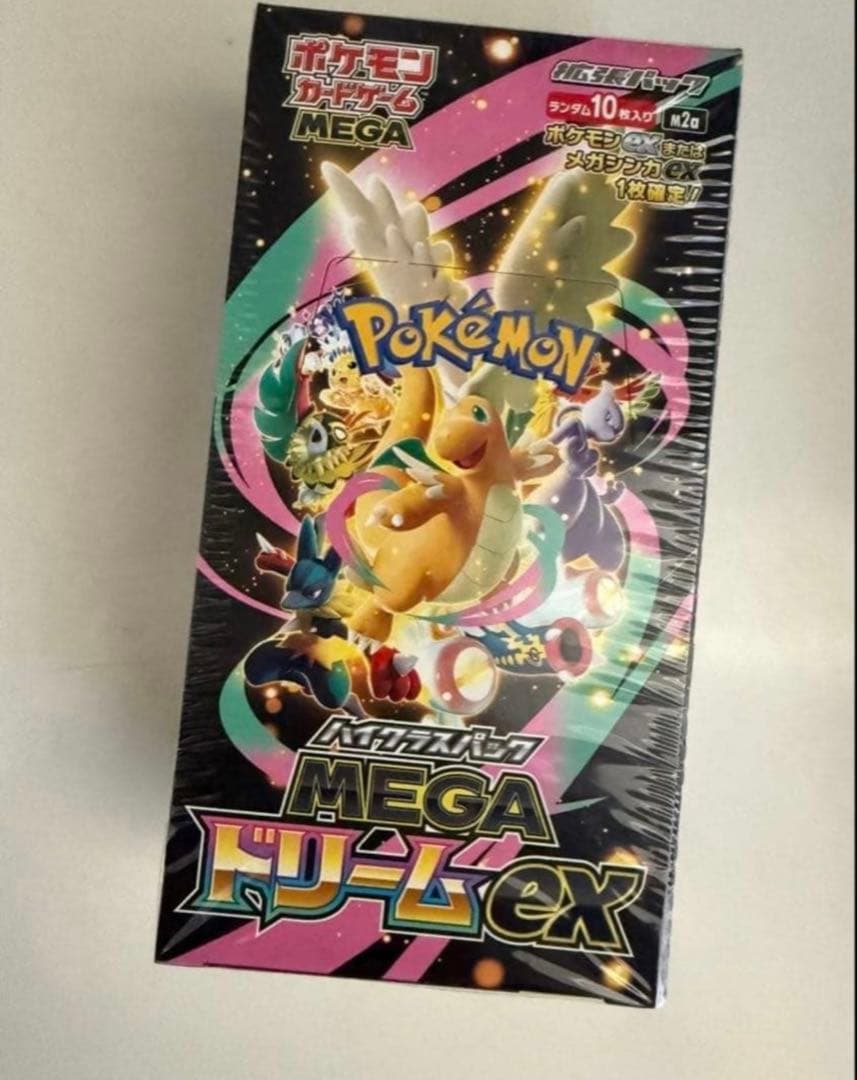 ポケモン
カードゲーム
MEGA
拡張パック
ランダム10枚入り M2a
ポケモンexまたは
メガシンカex
1枚確定!
POKéMON
ハイクラスパック
MEGA
ドリームex